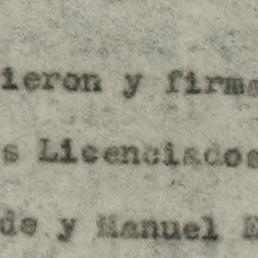 ieron y firma
s Licenciados
de y Manuel